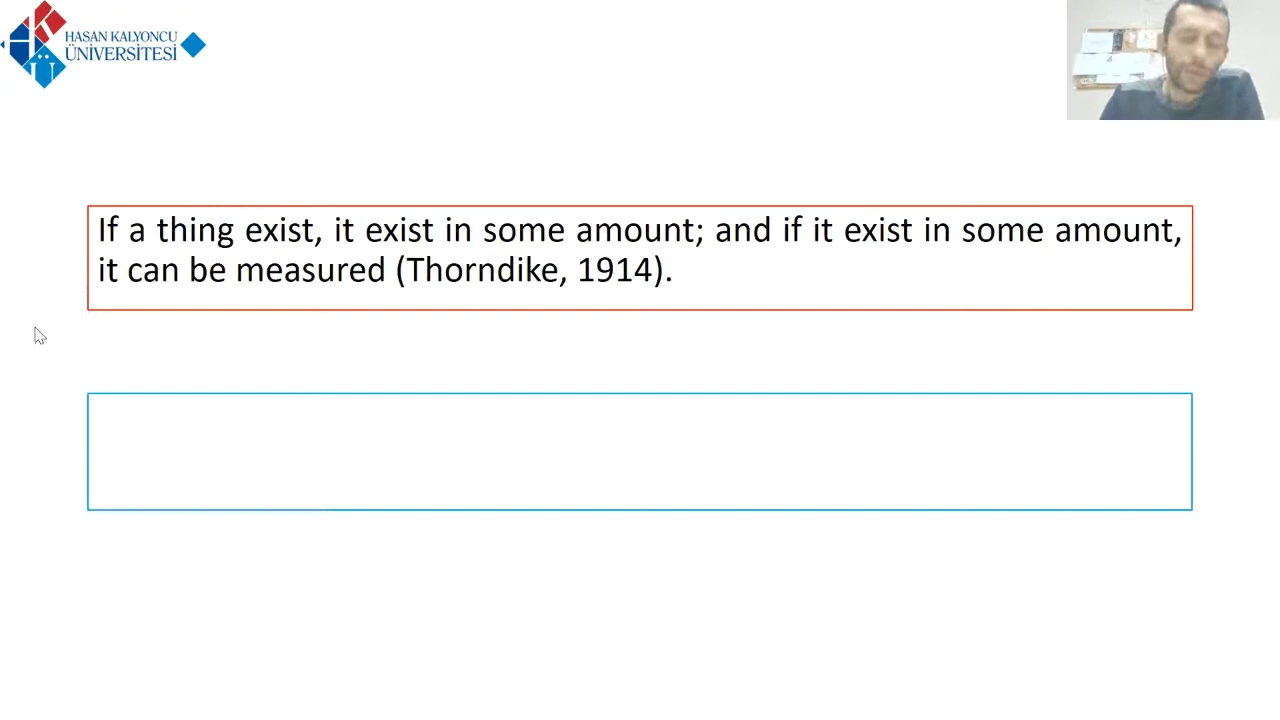 HASAN KALYONCU
ÜNİVERSİTESİ
If a thing exist, it exist in some amount; and if it exist in some amount,
it can be measured (Thorndike, 1914).